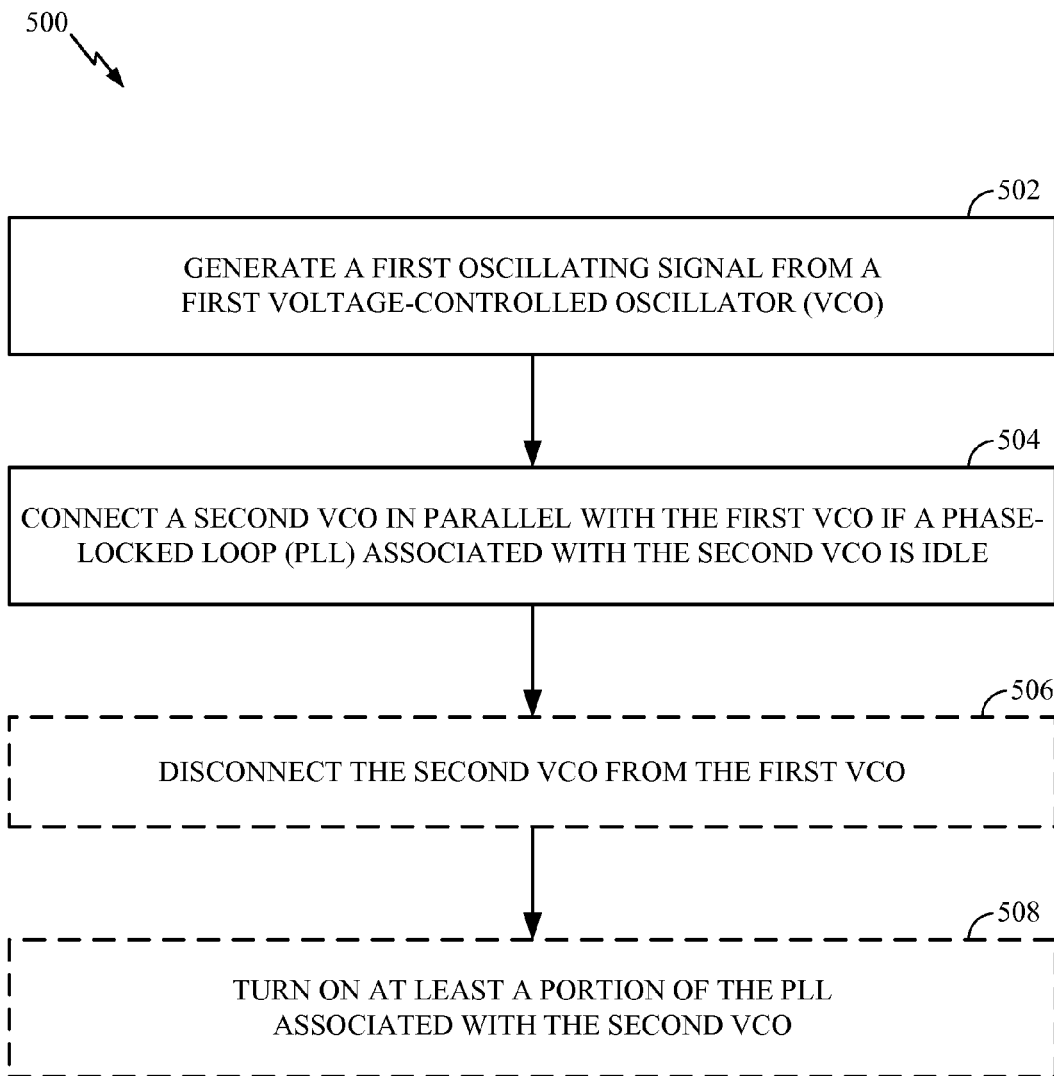 500
502
GENERATE A FIRST OSCILLATING SIGNAL FROM A
FIRST VOLTAGE-CONTROLLED OSCILLATOR (VCO)
504
CONNECT A SECOND VCO IN PARALLEL WITH THE FIRST VCO IF A PHASE-
LOCKED LOOP (PLL) ASSOCIATED WITH THE SECOND VCO IS IDLE
506
DISCONNECT THE SECOND VCO FROM THE FIRST VCO
508
TURN ON AT LEAST A PORTION OF THE PLL
ASSOCIATED WITH THE SECOND VCO